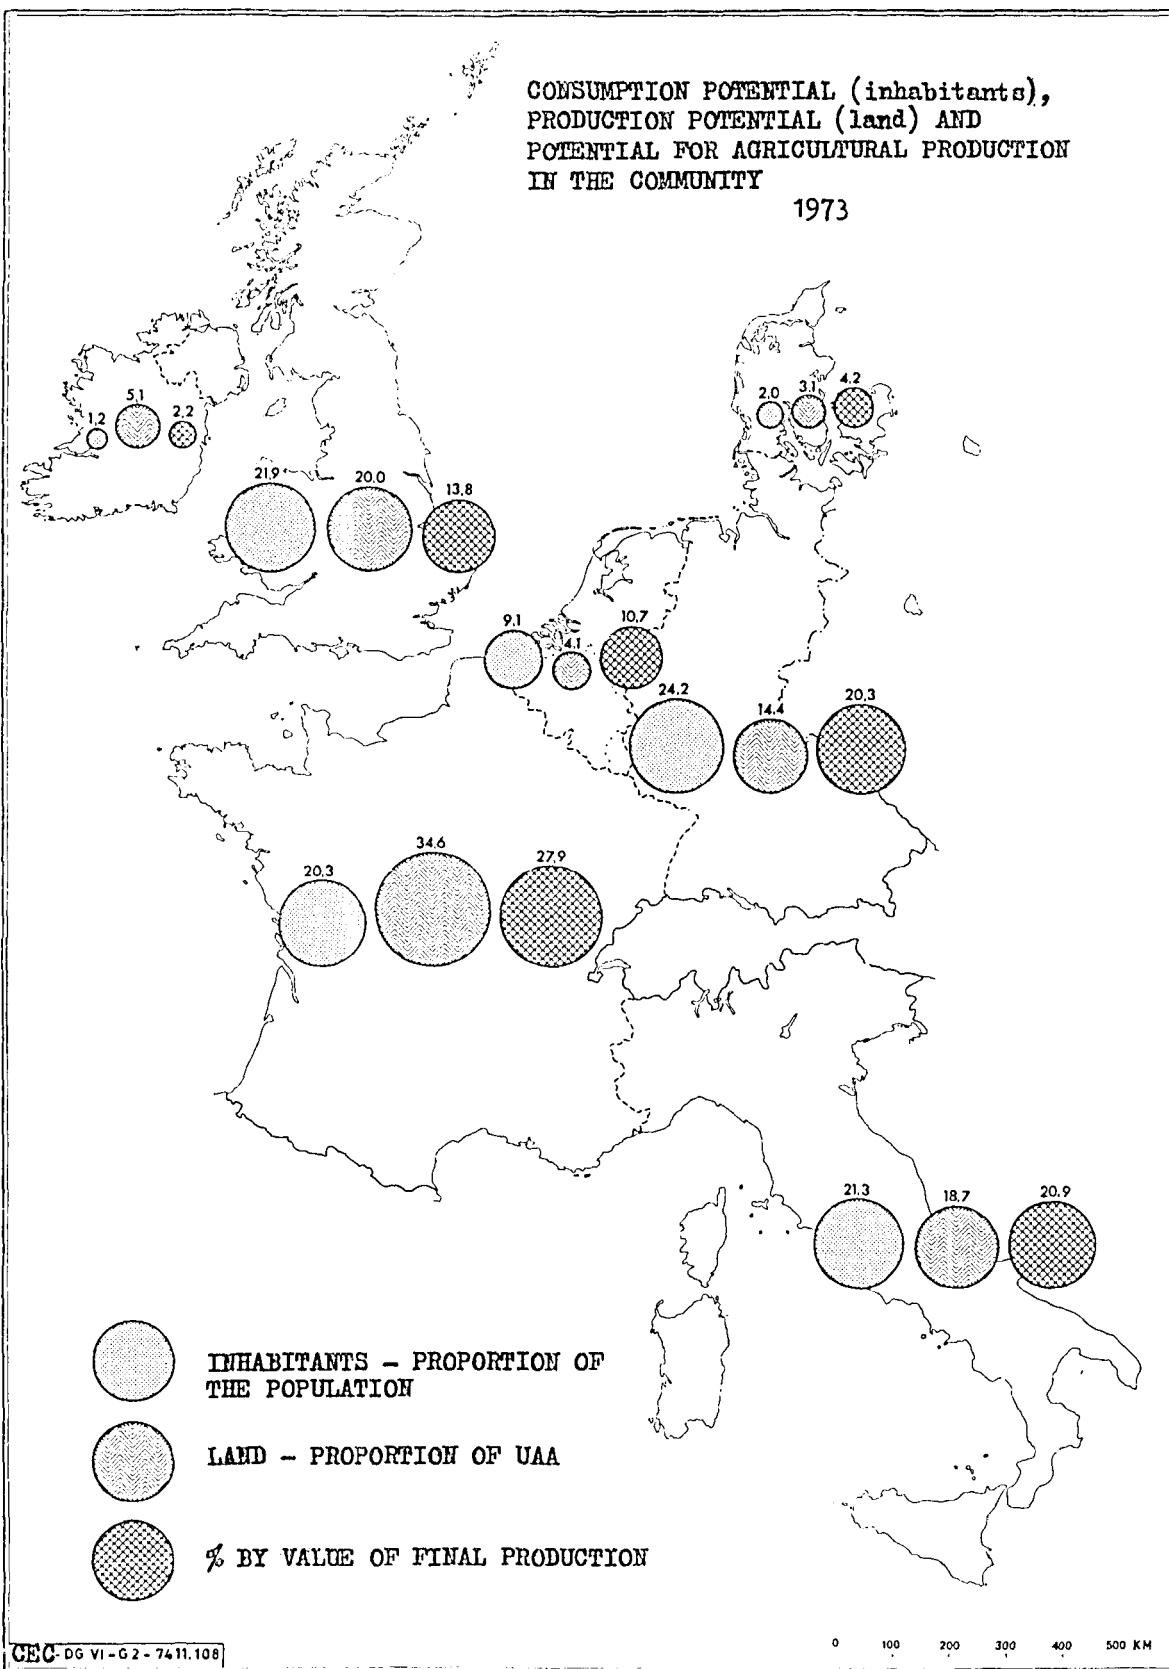 CONSUMPTION POTENTIAL (inhabitants),
PRODUCTION POTENTIAL (land) AND
POTENTIAL FOR AGRICULTURAL PRODUCTION
IN THE COMMUNITY
1973
2,0 3,1 4,2
1,2 5,1 2,2
21,9 20,0 13,8
9,1 4,1 10,7
24,2 14,4 20,3
20,3 34,6 27,9
21,3 18,7 20,9
INHABITANTS - PROPORTION OF
THE POPULATION
LAND - PROPORTION OF UAA
% BY VALUE OF FINAL PRODUCTION
CEC-DG VI-G2-7411.108
0 100 200 300 400 500 KM